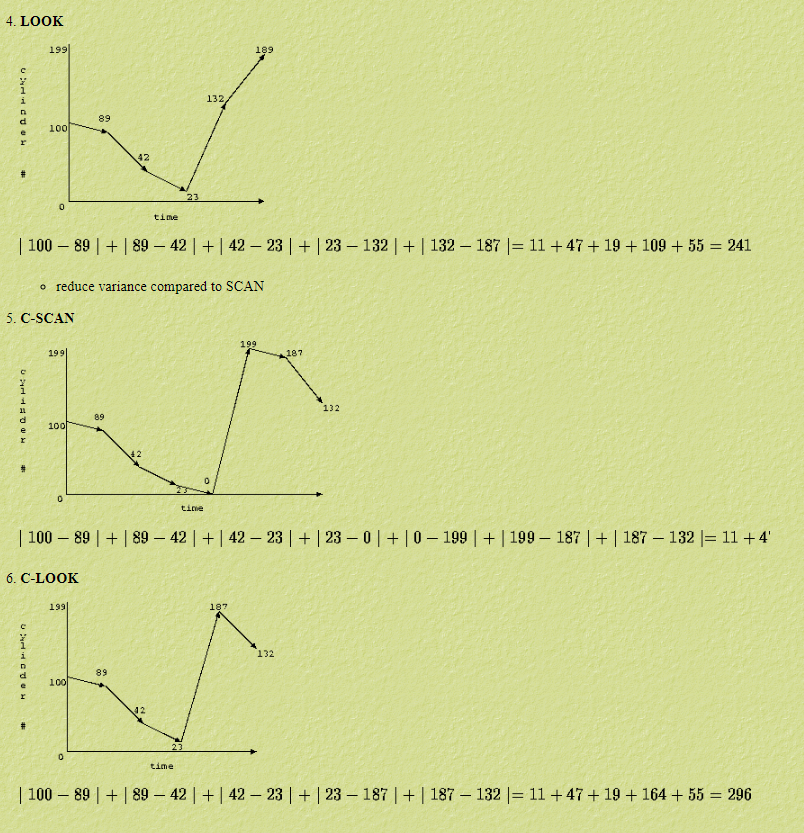 4. LOOK
199
189
cylinder #
132
89
100
42
23
0
time
| 100 − 89 | + | 89 − 42 | + | 42 − 23 | + | 23 − 132 | + | 132 − 187 |= 11 + 47 + 19 + 109 + 55 = 241
reduce variance compared to SCAN
5. C-SCAN
199
199
187
cylinder #
132
89
100
42
0
23
0
time
| 100 − 89 | + | 89 − 42 | + | 42 − 23 | + | 23 − 0 | + | 0 − 199 | + | 199 − 187 | + | 187 − 132 |= 11 + 4
6. C-LOOK
199
187
cylinder #
132
89
100
42
23
0
time
| 100 − 89 | + | 89 − 42 | + | 42 − 23 | + | 23 − 187 | + | 187 − 132 |= 11 + 47 + 19 + 164 + 55 = 296